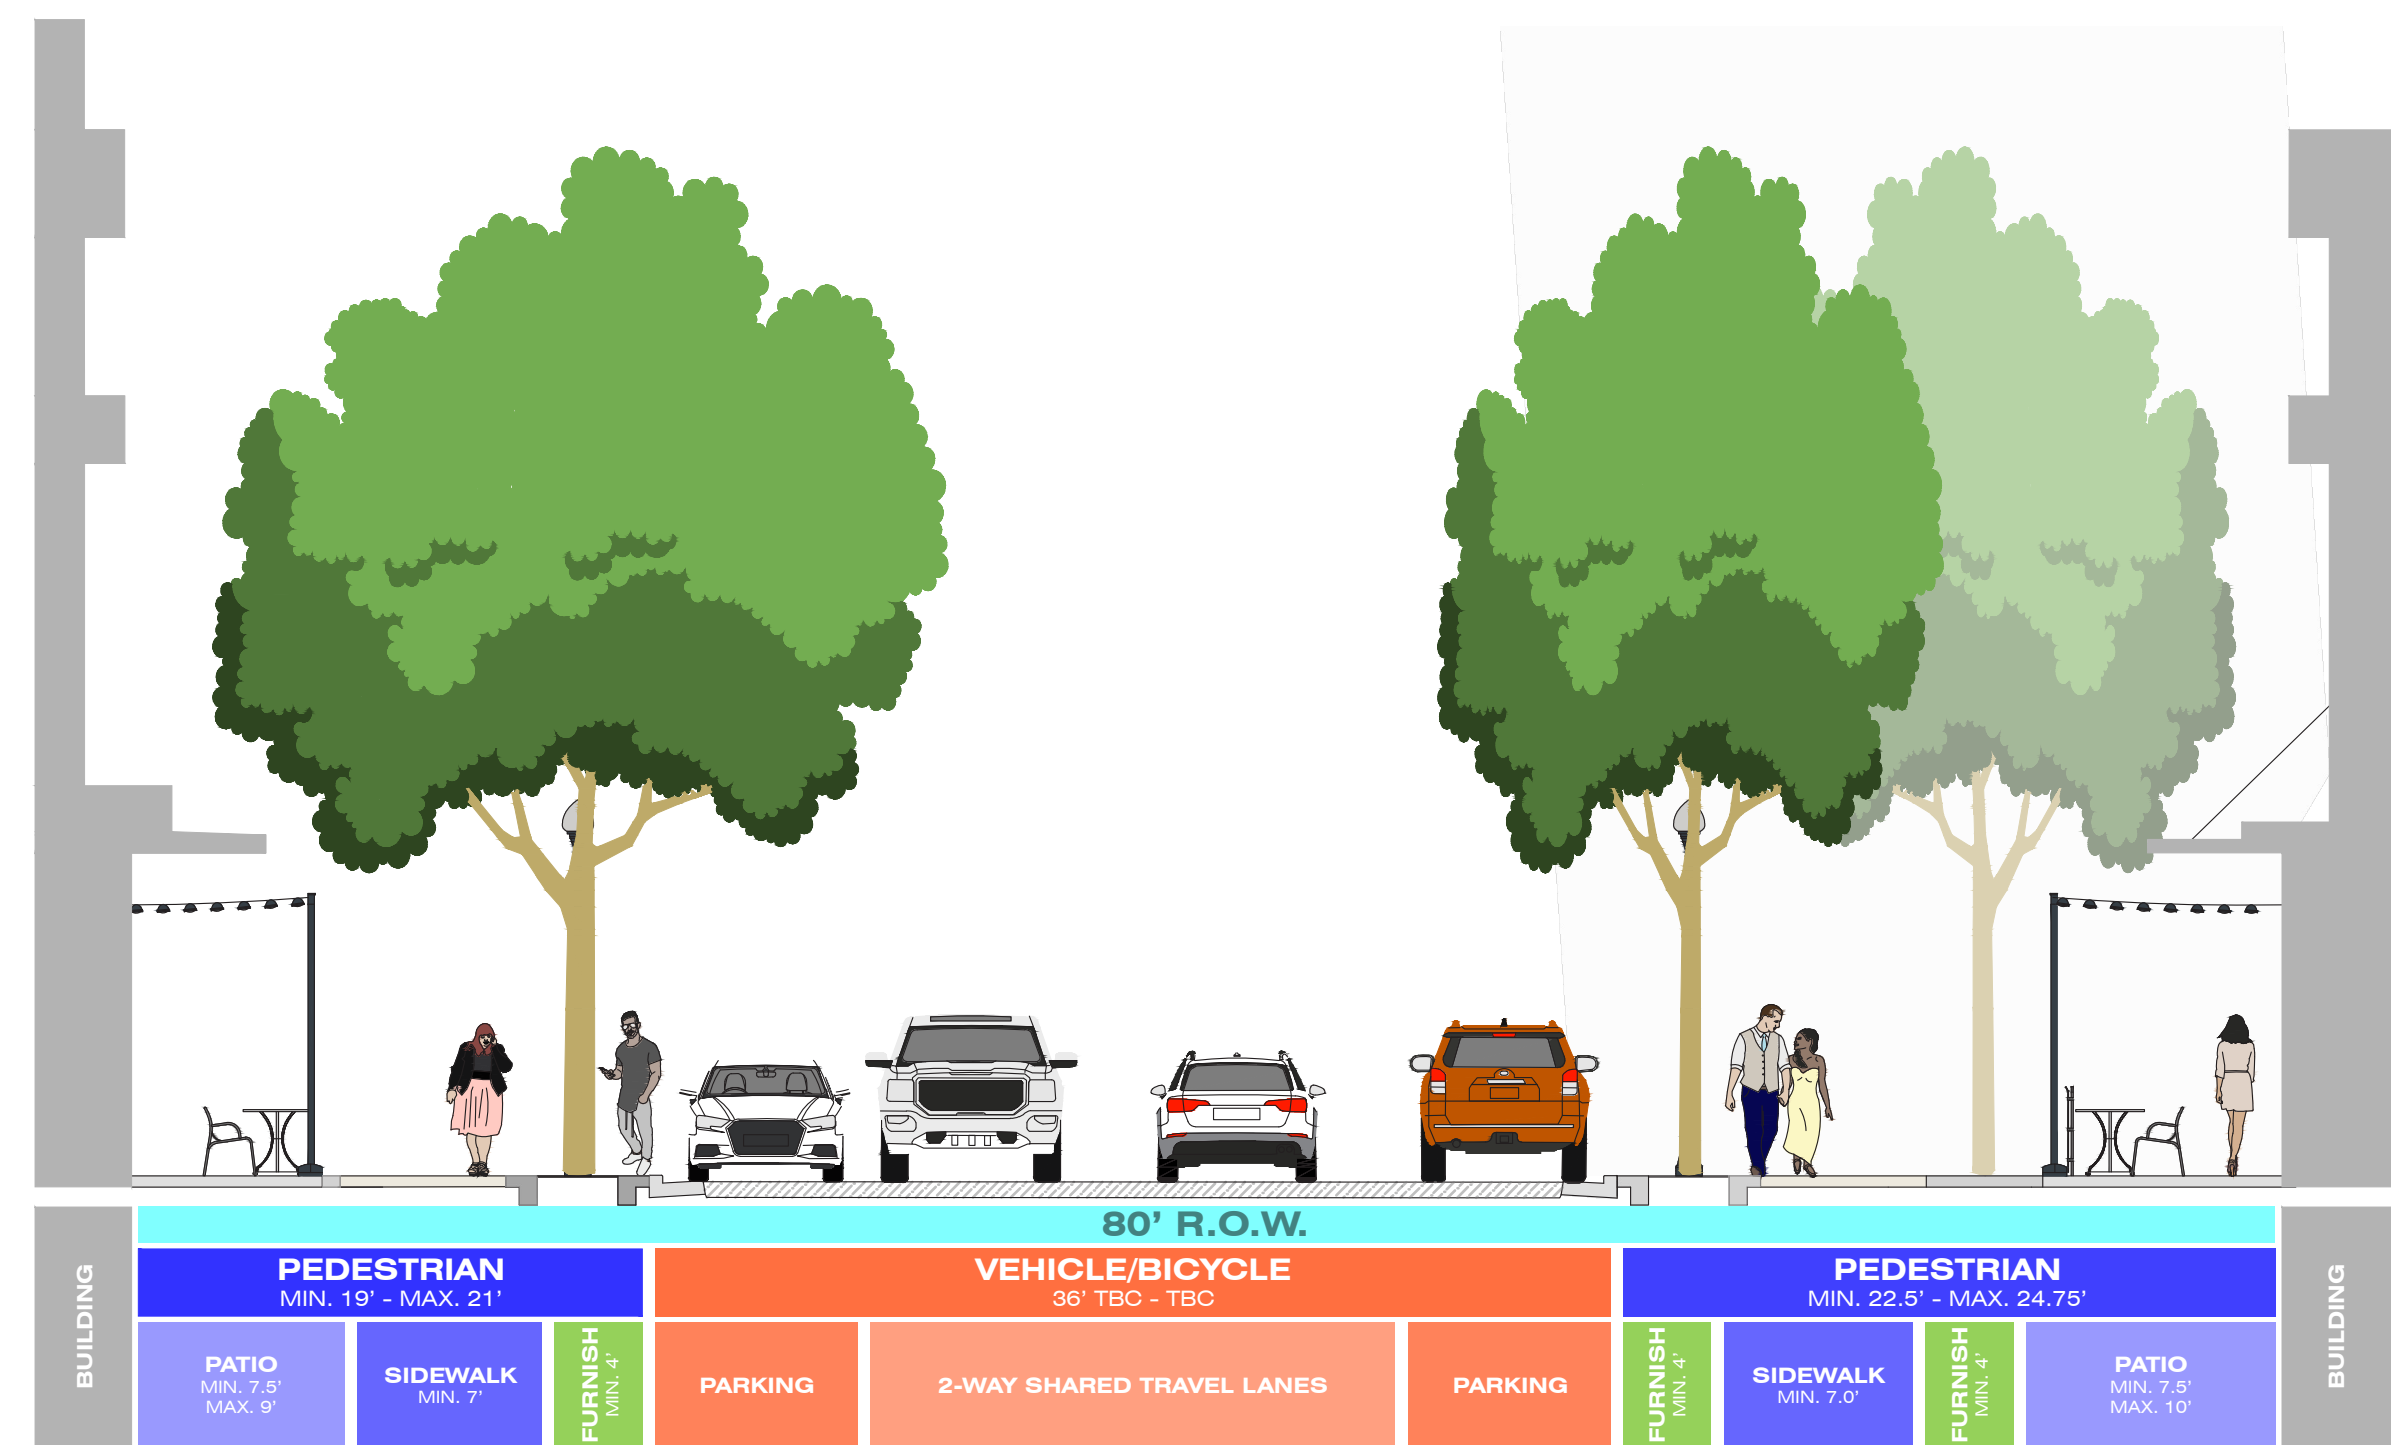 80’ R.O.W.
PEDESTRIAN
MIN. 19’ - MAX. 21’
VEHICLE/BICYCLE
36’ TBC - TBC
PEDESTRIAN
MIN. 22.5’ - MAX. 24.75’
BUILDING
PATIO
MIN. 7.5’
MAX. 9’
SIDEWALK
MIN. 7’
FURNISH
MIN. 4’
PARKING
2-WAY SHARED TRAVEL LANES
PARKING
FURNISH
MIN. 4’
SIDEWALK
MIN. 7.0’
FURNISH
MIN. 4’
PATIO
MIN. 7.5’
MAX. 10’
BUILDING